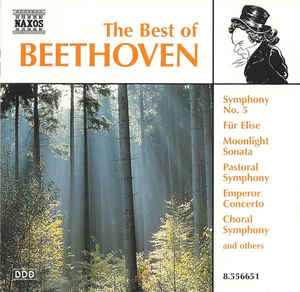 NAXOS
The Best of
BEETHOVEN
Symphony
No. 5
Für Elise
Moonlight
Sonata
Pastoral
Symphony
Emperor
Concerto
Choral
Symphony
and others
DDD
8.556651